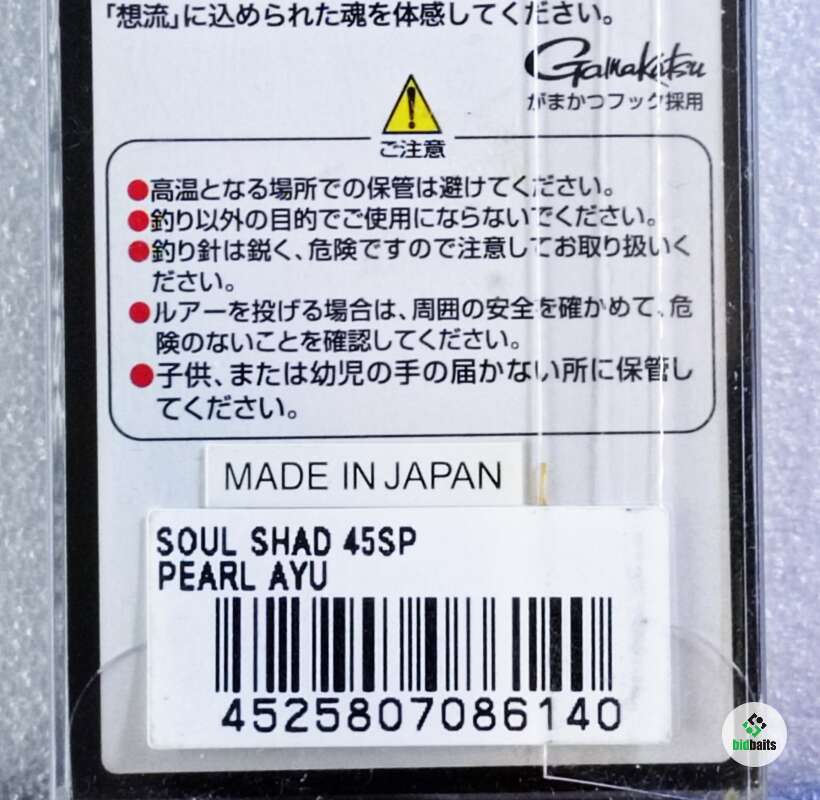 「想流」に込められた魂を体感してください。
Gamakatsu
がまかつフック採用
ご注意
●高温となる場所での保管は避けてください。
●釣り以外の目的でご使用にならないでください。
●釣り針は鋭く、危険ですので注意してお取り扱いく
ださい。
●ルアーを投げる場合は、周囲の安全を確かめて、危
険のないことを確認してください。
●子供、または幼児の手の届かない所に保管し
てください。
MADE IN JAPAN
SOUL SHAD 45SP
PEARL AYU
4525807086140
bidbaits